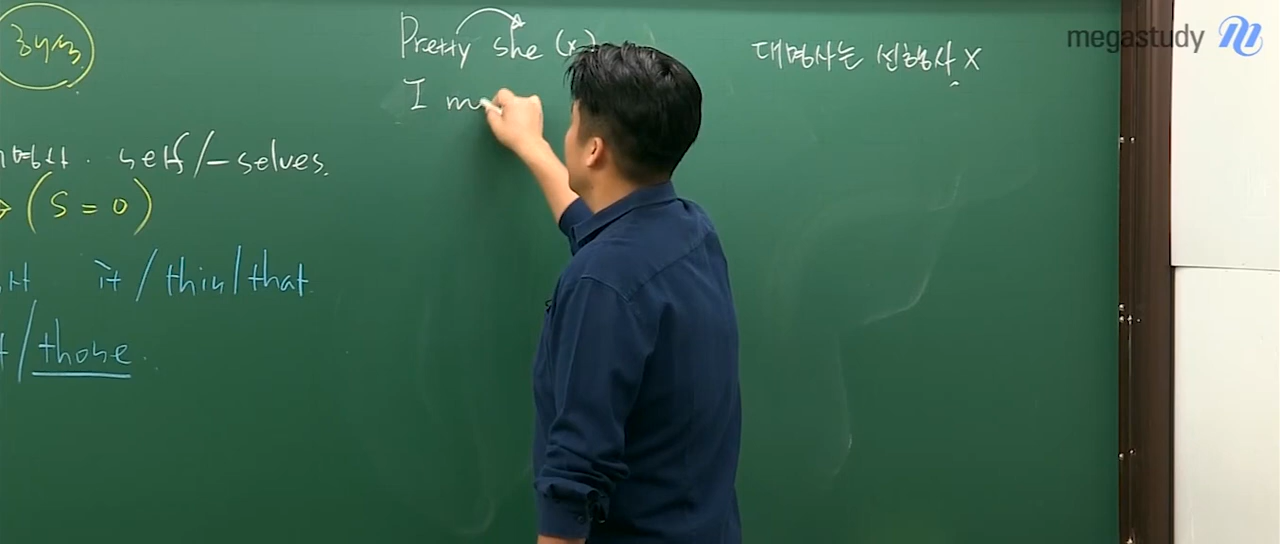 Pretty she (x)
대명사는 선행사 X
megastudy
I m
self/-selves.
(S = O)
it / this / that
/ those.